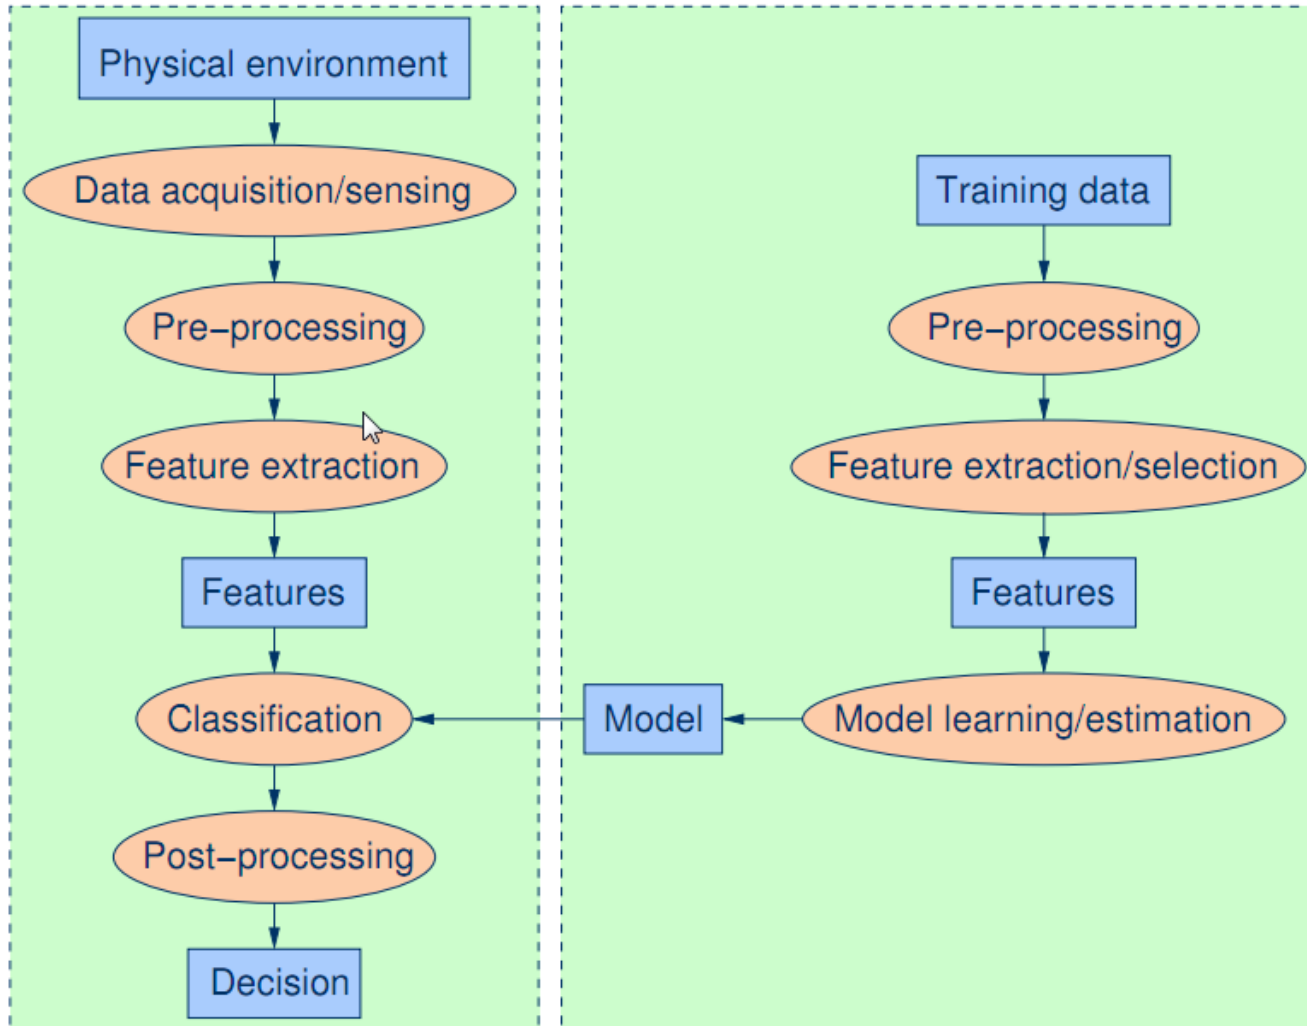 Physical environment
Data acquisition/sensing
Pre–processing
Feature extraction
Features
Classification
Post–processing
Decision
Training data
Pre–processing
Feature extraction/selection
Features
Model learning/estimation
Model